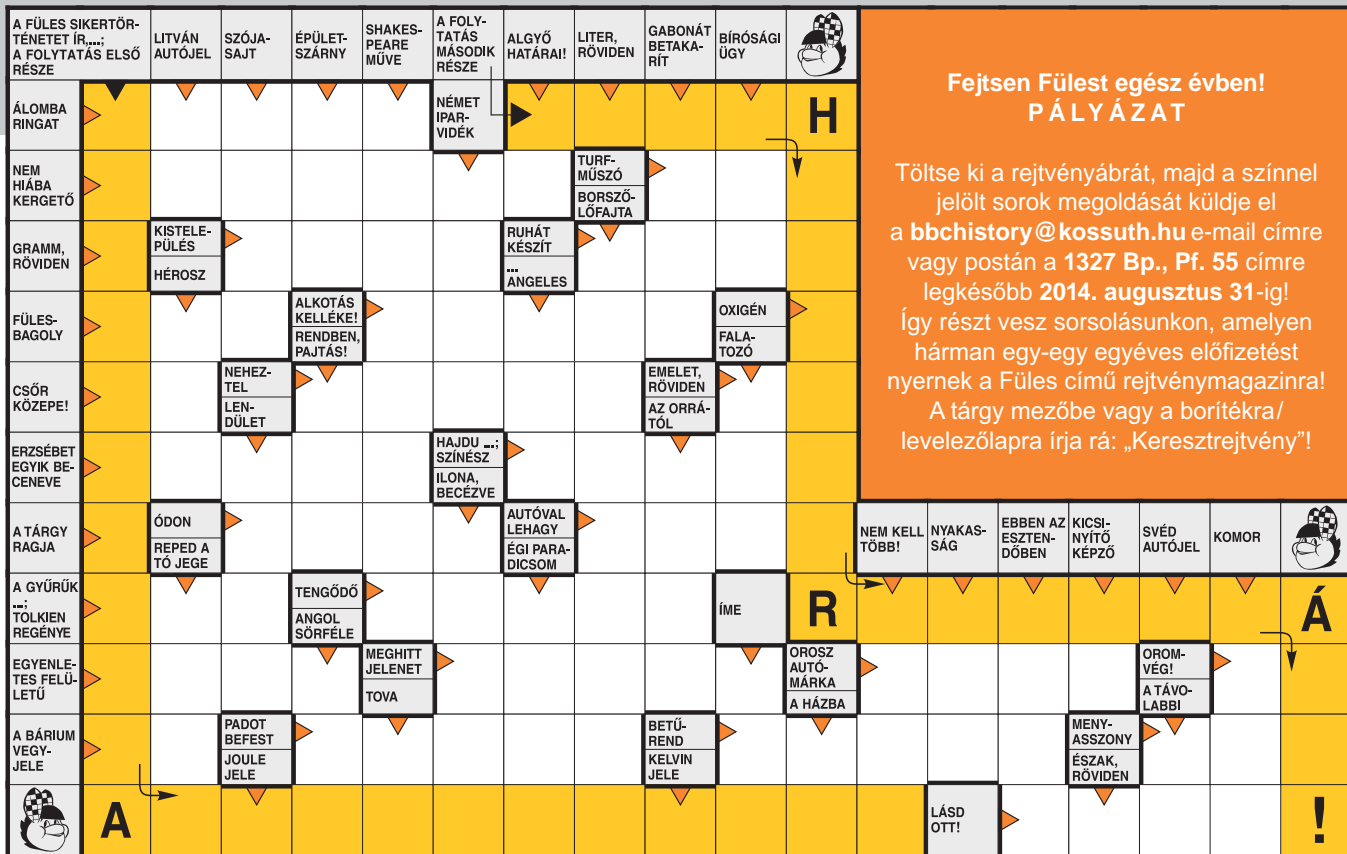 A FÜLES SIKERTÖR-
TÉNETET ÍR,...;
A FOLYTATÁS ELSŐ
RÉSZE
LITVÁN
AUTÓJEL
SZÓJA-
SAJT
ÉPÜLET-
SZÁRNY
SHAKES-
PEARE
MŰVE
A FOLY-
TATÁS
MÁSODIK
RÉSZE
ALGYŐ
HATÁRAI!
LITER,
RÖVIDEN
GABONÁT
BETAKA-
RÍT
BÍRÓSÁGI
ÜGY
Fejtsen Fülest egész évben!
PÁLYÁZAT
Töltse ki a rejtvényábrát, majd a színnel
jelölt sorok megoldását küldje el
a bbchistory@kossuth.hu e-mail címre
vagy postán a 1327 Bp., Pf. 55 címre
legkésőbb 2014. augusztus 31-ig!
Így részt vesz sorsolásunkon, amelyen
hárman egy-egy egyéves előfizetést
nyernek a Füles című rejtvénymagazinra!
A tárgy mezőbe vagy a borítékra/
levelezőlapra írja rá: „Keresztrejtvény”!
ÁLOMBA
RINGAT
NÉMET
IPAR-
VIDÉK
H
NEM
HIÁBA
KERGETŐ
TURF-
MŰSZÓ
BORSZŐ-
LŐFAJTA
GRAMM,
RÖVIDEN
KISTELE-
PÜLÉS
HÉROSZ
RUHÁT
KÉSZÍT
...
ANGELES
FÜLES-
BAGOLY
ALKOTÁS
KELLÉKE!
RENDBEN,
PAJTÁS!
OXIGÉN
FALA-
TOZÓ
CSŐR
KÖZEPE!
NEHEZ-
TEL
LEN-
DÜLET
EMELET,
RÖVIDEN
AZ ORRÁ-
TÓL
ERZSÉBET
EGYIK BE-
CENEVE
HAJDU ...;
SZÍNÉSZ
ILONA,
BECÉZVE
A TÁRGY
RAGJA
ÓDON
REPED A
TÓ JEGE
AUTÓVAL
LEHAGY
ÉGI PARA-
DICSOM
NEM KELL
TÖBB!
NYAKAS-
SÁG
EBBEN AZ
ESZTEN-
DŐBEN
KICSI-
NYÍTŐ
KÉPZŐ
SVÉD
AUTÓJEL
KOMOR
A GYŰRŰK
...;
TOLKIEN
REGÉNYE
TENGŐDŐ
ANGOL
SÖRFÉLE
ÍME
R
Á
EGYENLE-
TES FELÜ-
LETŰ
MEGHITT
JELENET
TOVA
OROSZ
AUTÓ-
MÁRKA
A HÁZBA
OROM-
VÉG!
A TÁVO-
LABBI
A BÁRIUM
VEGY-
JELE
PADOT
BEFEST
JOULE
JELE
BETŰ-
REND
KELVIN
JELE
MENY-
ASSZONY
ÉSZAK,
RÖVIDEN
A
LÁSD
OTT!
!